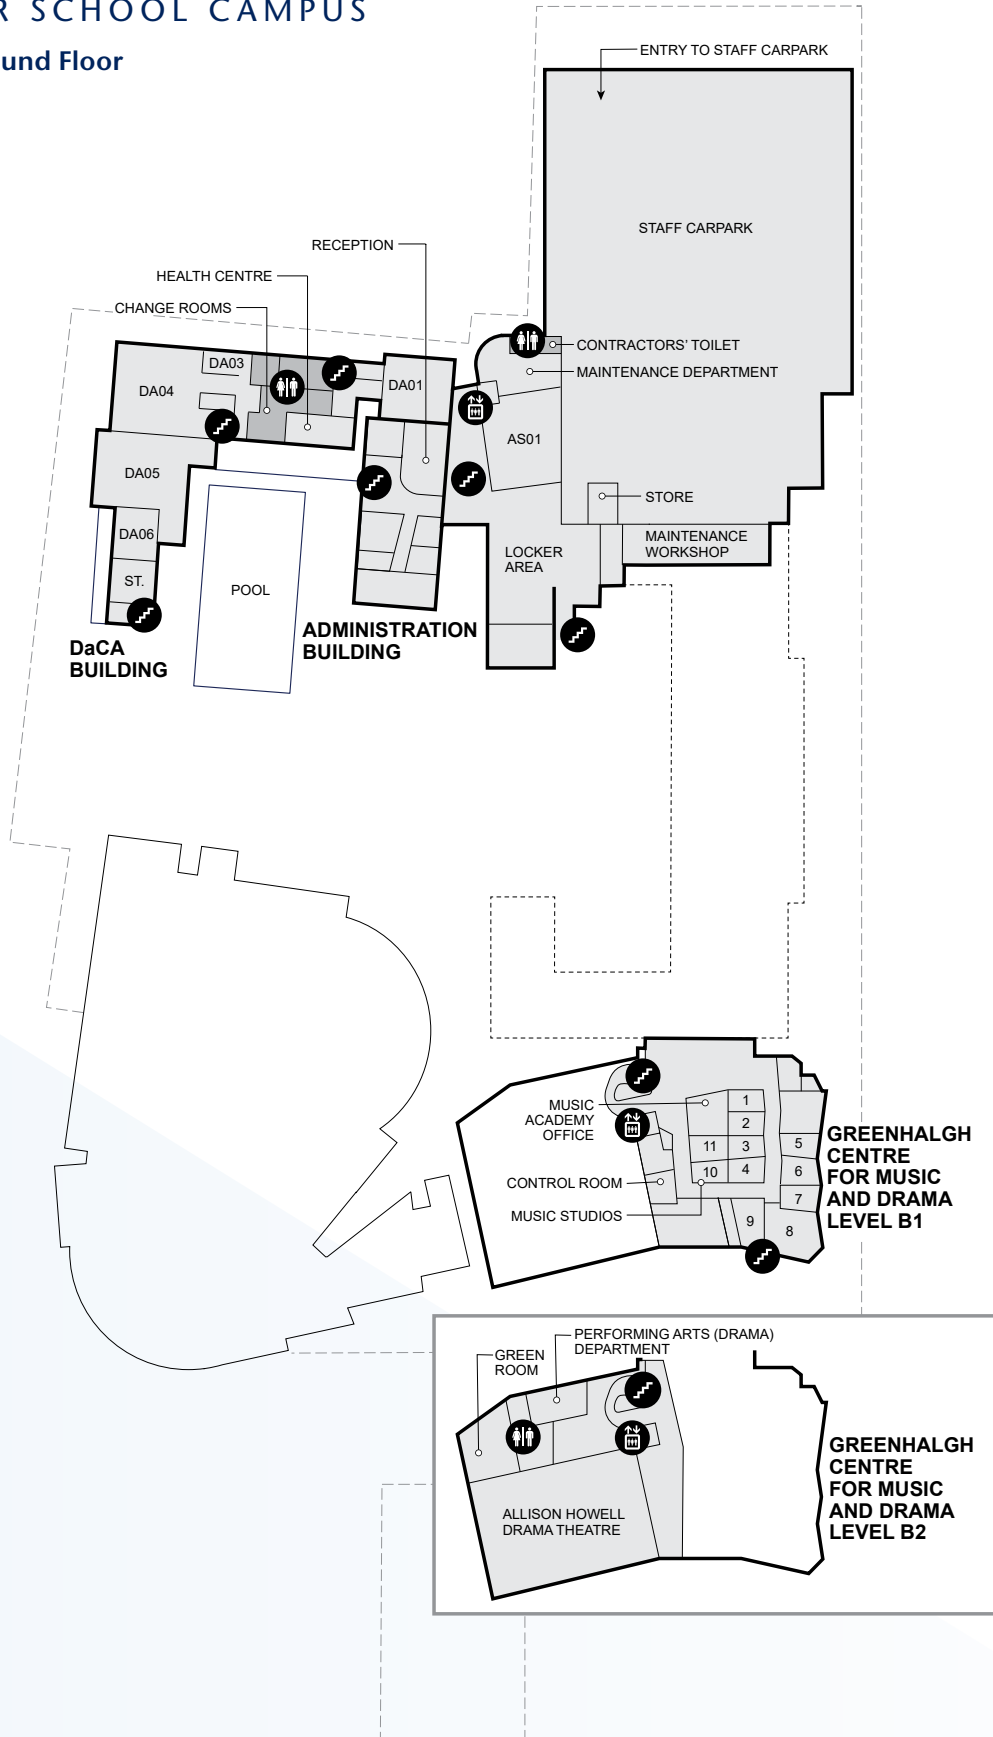 R SCHOOL CAMPUS
und Floor
ENTRY TO STAFF CARPARK
STAFF CARPARK
RECEPTION
HEALTH CENTRE
CHANGE ROOMS
CONTRACTORS' TOILET
MAINTENANCE DEPARTMENT
DA03
DA04
DA01
AS01
DA05
STORE
DA06
MAINTENANCE
WORKSHOP
LOCKER
AREA
ST.
POOL
ADMINISTRATION
BUILDING
DaCA
BUILDING
MUSIC
ACADEMY
OFFICE
1
2
11
3
10
4
5
6
7
8
9
CONTROL ROOM
MUSIC STUDIOS
GREENHALGH
CENTRE
FOR MUSIC
AND DRAMA
LEVEL B1
PERFORMING ARTS (DRAMA)
DEPARTMENT
GREEN
ROOM
ALLISON HOWELL
DRAMA THEATRE
GREENHALGH
CENTRE
FOR MUSIC
AND DRAMA
LEVEL B2